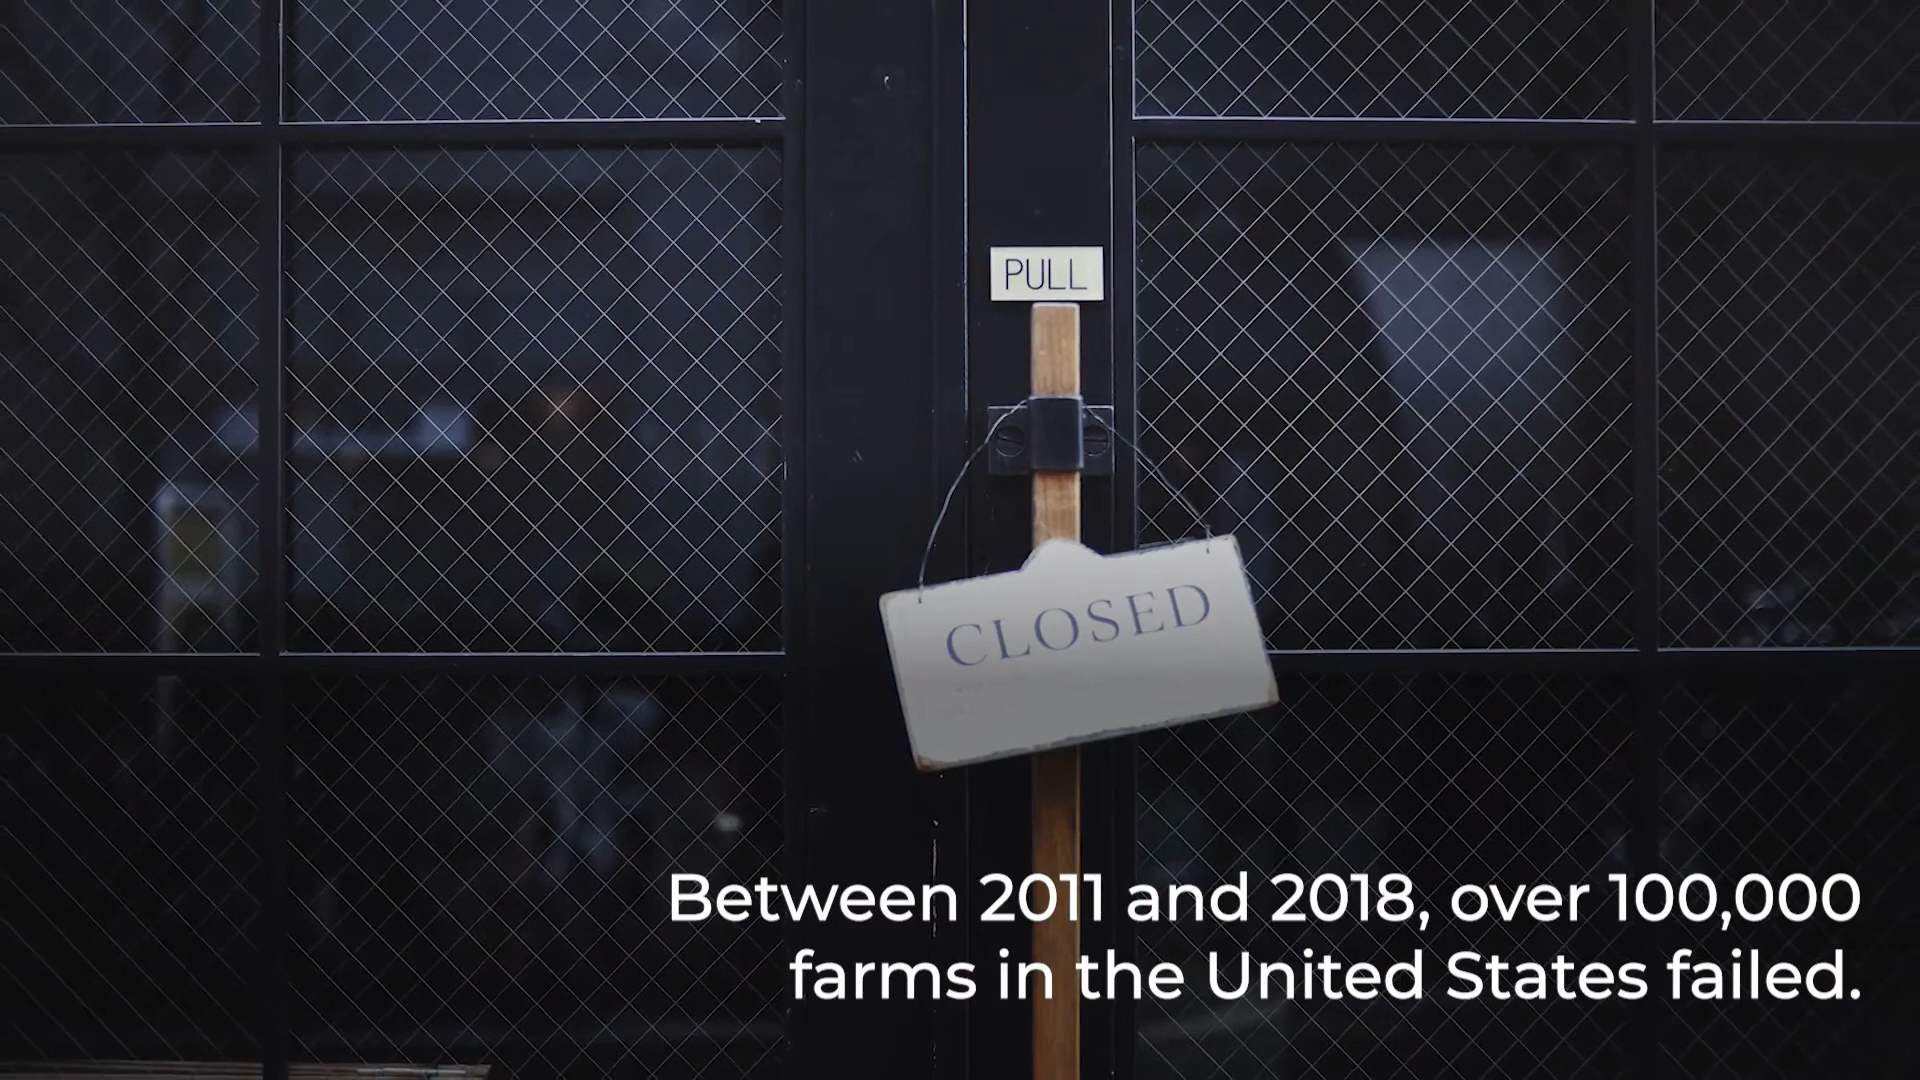 PULL
CLOSED
Between 2011 and 2018, over 100,000
farms in the United States failed.